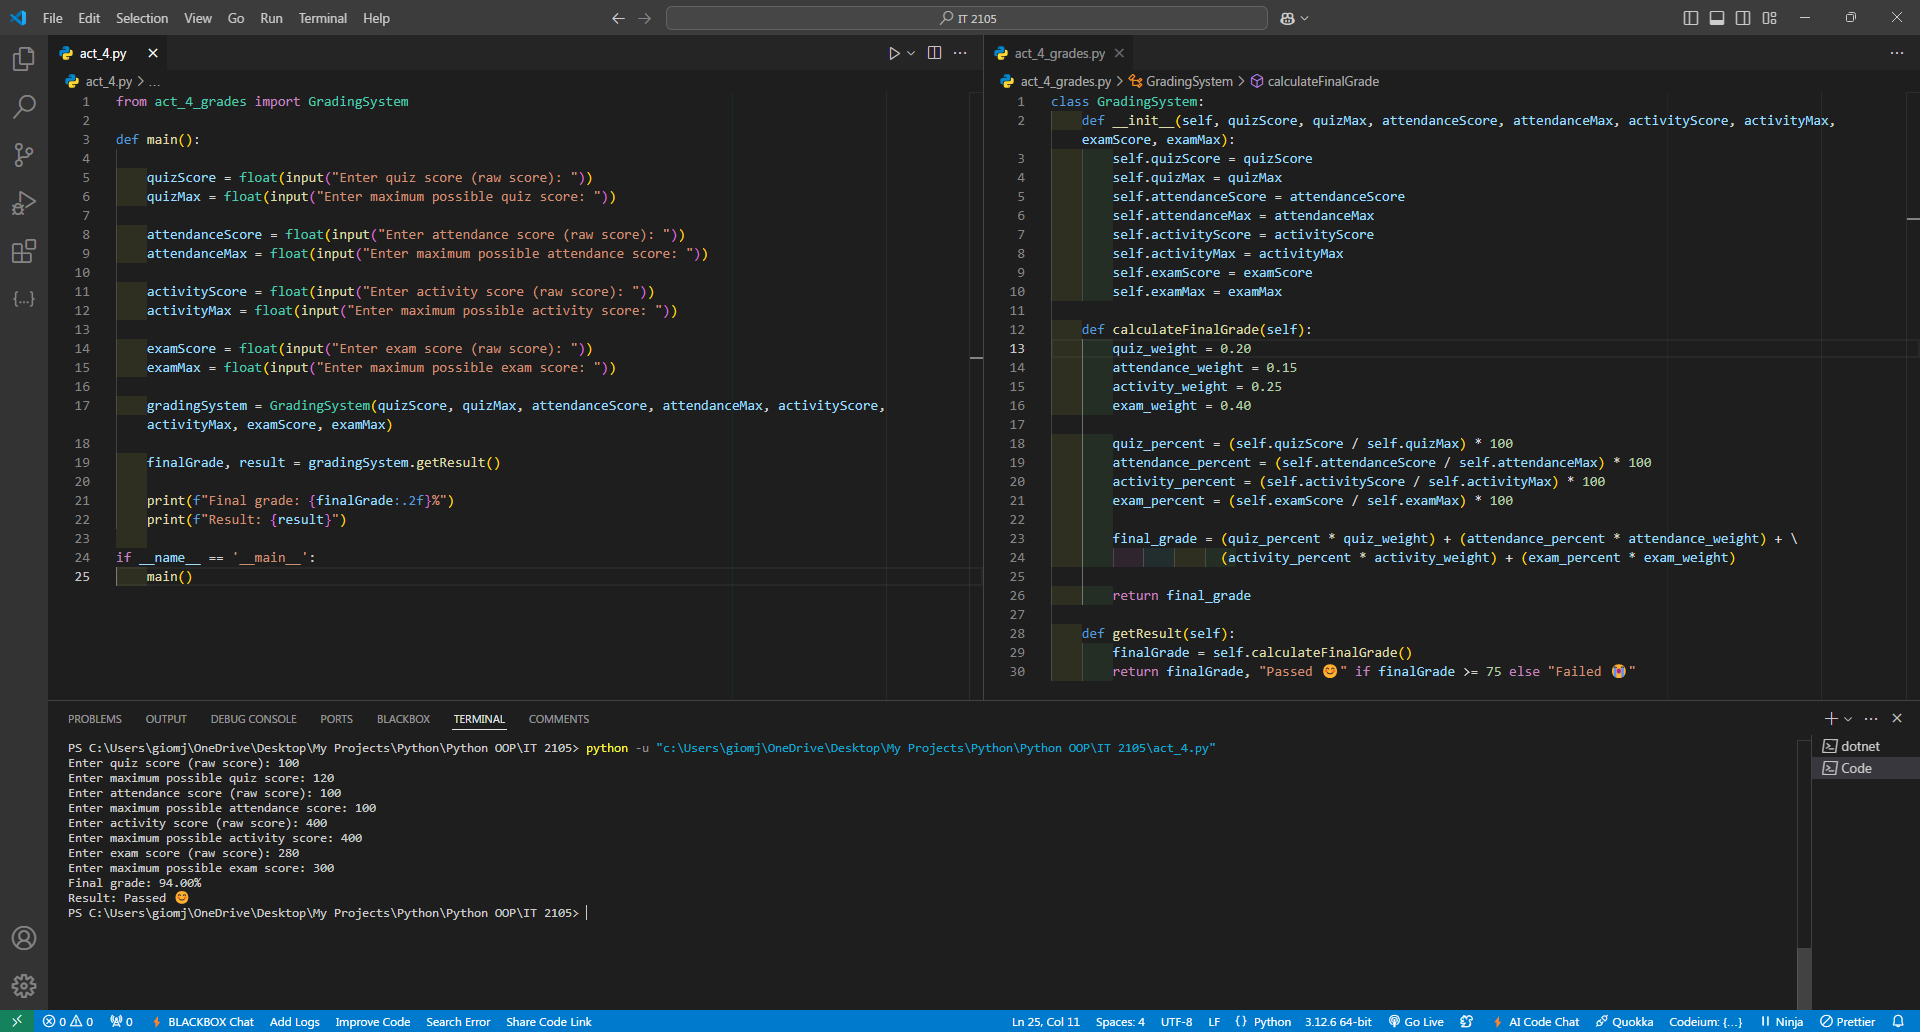 File Edit Selection View Go Run Terminal Help
IT 2105
act_4.py
act_4.py > ...
1 from act_4_grades import GradingSystem
2
3 def main():
4
5 quizScore = float(input("Enter quiz score (raw score): "))
6 quizMax = float(input("Enter maximum possible quiz score: "))
7
8 attendanceScore = float(input("Enter attendance score (raw score): "))
9 attendanceMax = float(input("Enter maximum possible attendance score: "))
10
11 activityScore = float(input("Enter activity score (raw score): "))
12 activityMax = float(input("Enter maximum possible activity score: "))
13
14 examScore = float(input("Enter exam score (raw score): "))
15 examMax = float(input("Enter maximum possible exam score: "))
16
17 gradingSystem = GradingSystem(quizScore, quizMax, attendanceScore, attendanceMax, activityScore,
activityMax, examScore, examMax)
18
19 finalGrade, result = gradingSystem.getResult()
20
21 print(f"Final grade: {finalGrade:.2f}%")
22 print(f"Result: {result}")
23
24 if __name__ == '__main__':
25 main()
act_4_grades.py
act_4_grades.py > GradingSystem > calculateFinalGrade
1 class GradingSystem:
2 def __init__(self, quizScore, quizMax, attendanceScore, attendanceMax, activityScore, activityMax,
examScore, examMax):
3 self.quizScore = quizScore
4 self.quizMax = quizMax
5 self.attendanceScore = attendanceScore
6 self.attendanceMax = attendanceMax
7 self.activityScore = activityScore
8 self.activityMax = activityMax
9 self.examScore = examScore
10 self.examMax = examMax
11
12 def calculateFinalGrade(self):
13 quiz_weight = 0.20
14 attendance_weight = 0.15
15 activity_weight = 0.25
16 exam_weight = 0.40
17
18 quiz_percent = (self.quizScore / self.quizMax) * 100
19 attendance_percent = (self.attendanceScore / self.attendanceMax) * 100
20 activity_percent = (self.activityScore / self.activityMax) * 100
21 exam_percent = (self.examScore / self.examMax) * 100
22
23 final_grade = (quiz_percent * quiz_weight) + (attendance_percent * attendance_weight) + \
24 (activity_percent * activity_weight) + (exam_percent * exam_weight)
25
26 return final_grade
27
28 def getResult(self):
29 finalGrade = self.calculateFinalGrade()
30 return finalGrade, "Passed 😊" if finalGrade >= 75 else "Failed 😭"
PROBLEMS OUTPUT DEBUG CONSOLE PORTS BLACKBOX TERMINAL COMMENTS
PS C:\Users\giomj\OneDrive\Desktop\My Projects\Python\Python OOP\IT 2105> python -u "c:\Users\giomj\OneDrive\Desktop\My Projects\Python\Python OOP\IT 2105\act_4.py"
Enter quiz score (raw score): 100
Enter maximum possible quiz score: 120
Enter attendance score (raw score): 100
Enter maximum possible attendance score: 100
Enter activity score (raw score): 400
Enter maximum possible activity score: 400
Enter exam score (raw score): 280
Enter maximum possible exam score: 300
Final grade: 94.00%
Result: Passed 😊
PS C:\Users\giomj\OneDrive\Desktop\My Projects\Python\Python OOP\IT 2105>
dotnet
Code
0 0 0 BLACKBOX Chat Add Logs Improve Code Search Error Share Code Link Ln 25, Col 11 Spaces: 4 UTF-8 LF {} Python 3.12.6 64-bit Go Live AI Code Chat Quokka Codeium: {...} Ninja Prettier